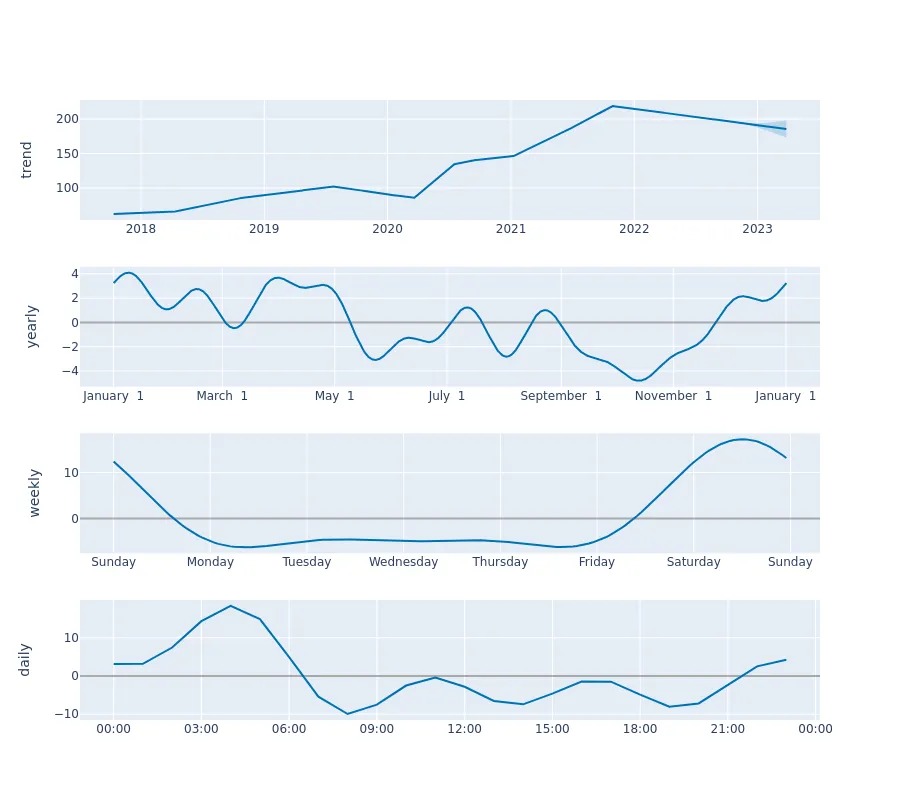 trend
200
150
100
2018 2019 2020 2021 2022 2023
yearly
4
2
0
−2
−4
January 1 March 1 May 1 July 1 September 1 November 1 January 1
weekly
10
0
Sunday Monday Tuesday Wednesday Thursday Friday Saturday Sunday
daily
10
0
−10
00:00 03:00 06:00 09:00 12:00 15:00 18:00 21:00 00:00